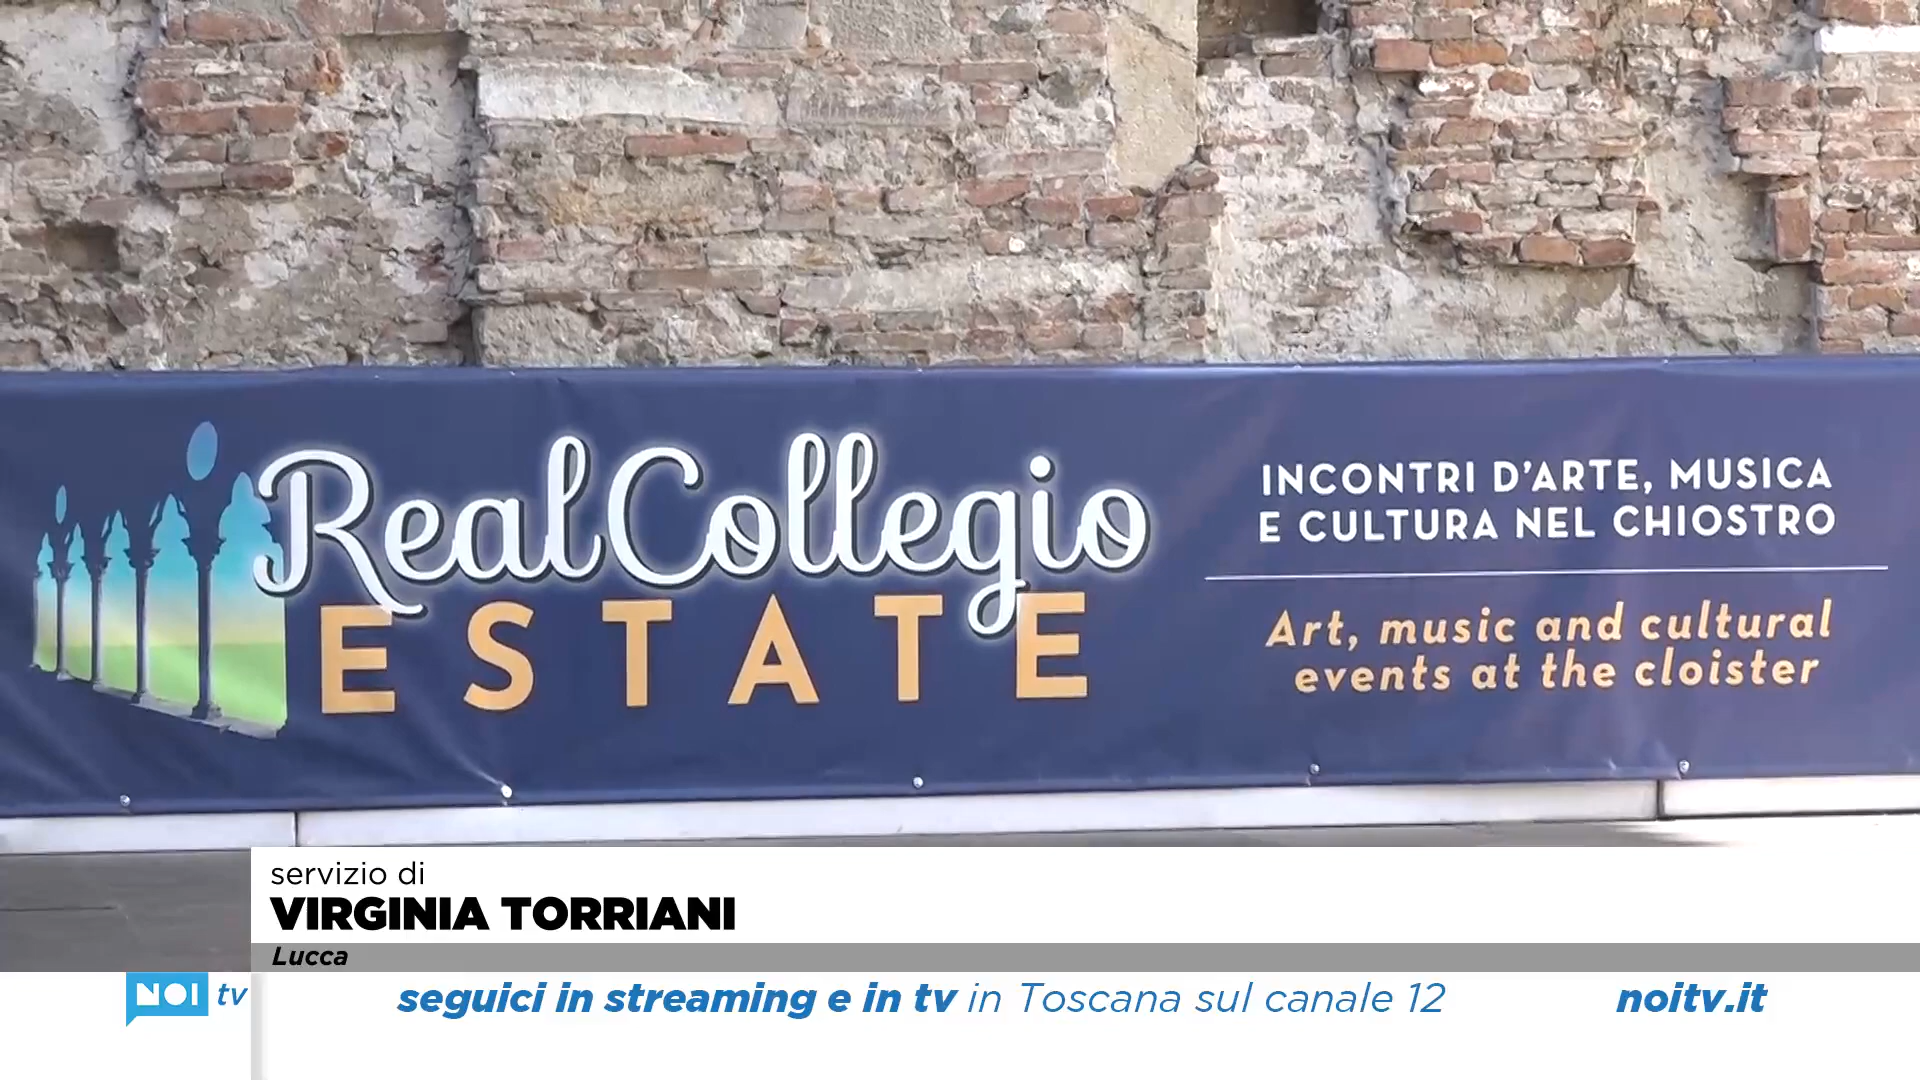 RealCollegio
ESTATE
INCONTRI D'ARTE, MUSICA
E CULTURA NEL CHIOSTRO
Art, music and cultural
events at the cloister
servizio di
VIRGINIA TORRIANI
Lucca
NOI tv
seguici in streaming e in tv in Toscana sul canale 12
noitv.it